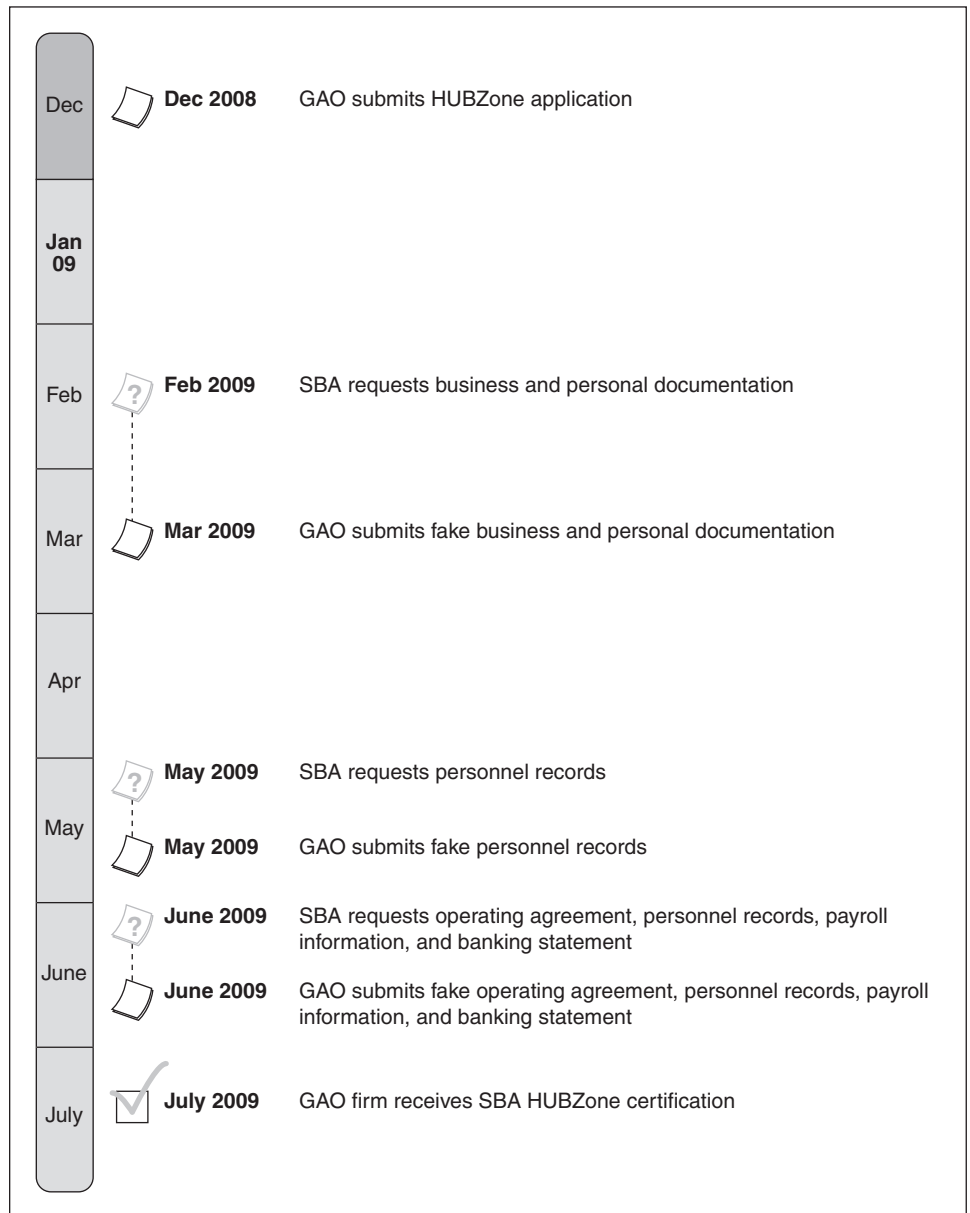 Dec
Dec 2008 GAO submits HUBZone application
Jan
09
Feb
? Feb 2009 SBA requests business and personal documentation
Mar
Mar 2009 GAO submits fake business and personal documentation
Apr
? May 2009 SBA requests personnel records
May
May 2009 GAO submits fake personnel records
? June 2009 SBA requests operating agreement, personnel records, payroll
information, and banking statement
June
June 2009 GAO submits fake operating agreement, personnel records, payroll
information, and banking statement
July
July 2009 GAO firm receives SBA HUBZone certification